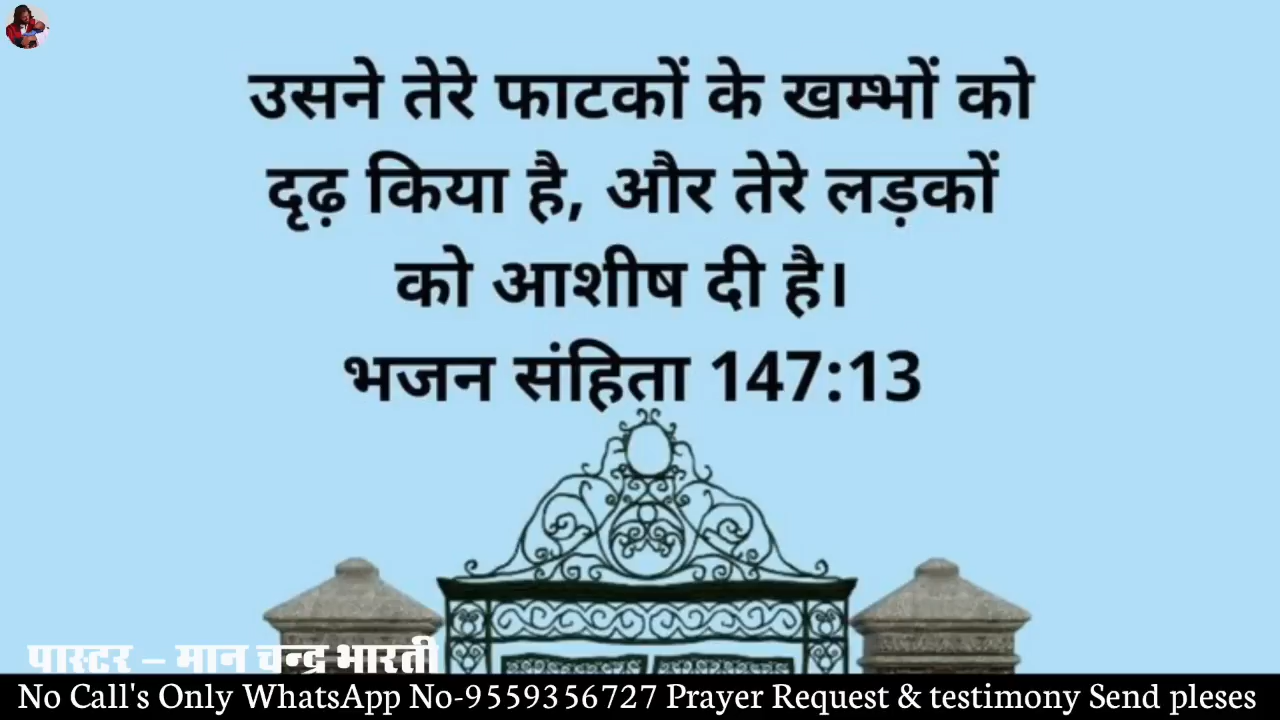 उसने तेरे फाटकों के खम्भों को
दृढ़ किया है, और तेरे लड़कों
को आशीष दी है।
भजन संहिता 147:13
पास्टर – मान चन्द्र भारती
No Call's Only WhatsApp No-9559356727 Prayer Request & testimony Send pleses